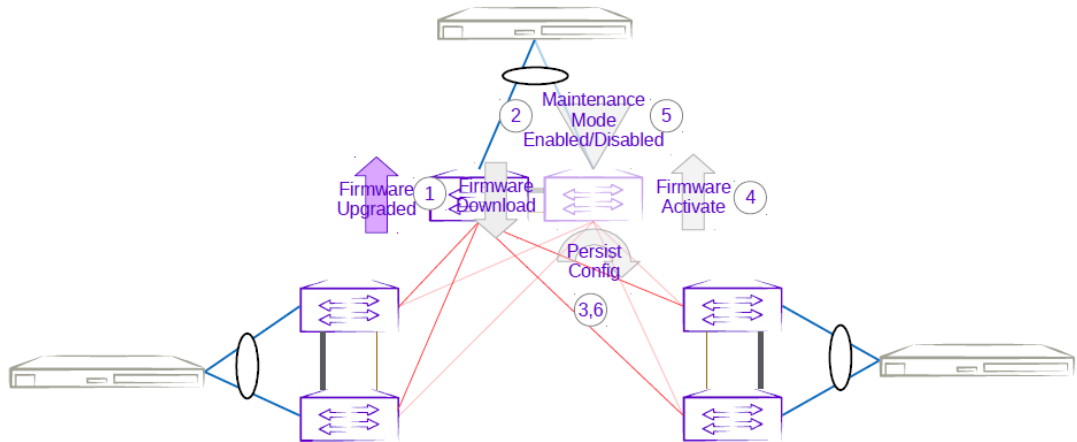 2
Maintenance
Mode
Enabled/Disabled
5
Firmware
Upgraded
1
Firmware
Download
Firmware
Activate
4
Persist
Config
3,6